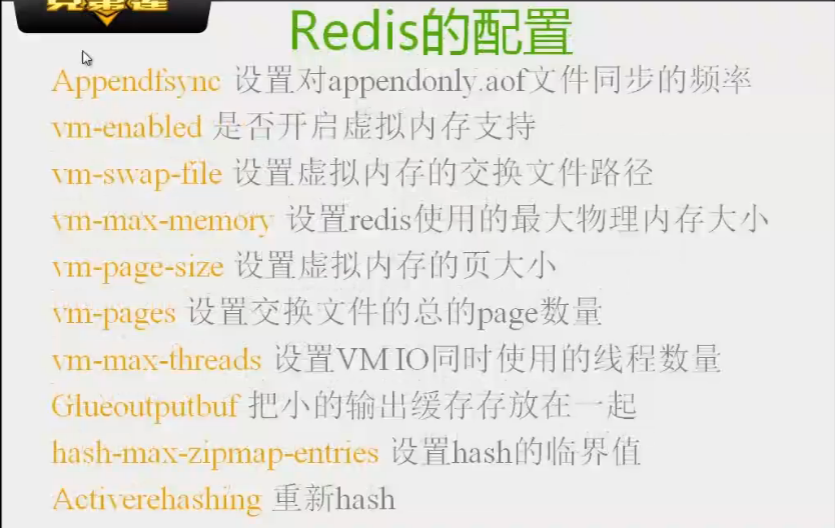 Redis的配置
Appendfsync 设置对appendonly.aof文件同步的频率
vm-enabled 是否开启虚拟内存支持
vm-swap-file 设置虚拟内存的交换文件路径
vm-max-memory 设置redis使用的最大物理内存大小
vm-page-size 设置虚拟内存的页大小
vm-pages 设置交换文件的总的page数量
vm-max-threads 设置VM IO同时使用的线程数量
Glueoutputbuf 把小的输出缓存存放在一起
hash-max-zipmap-entries 设置hash的临界值
Activerehashing 重新hash